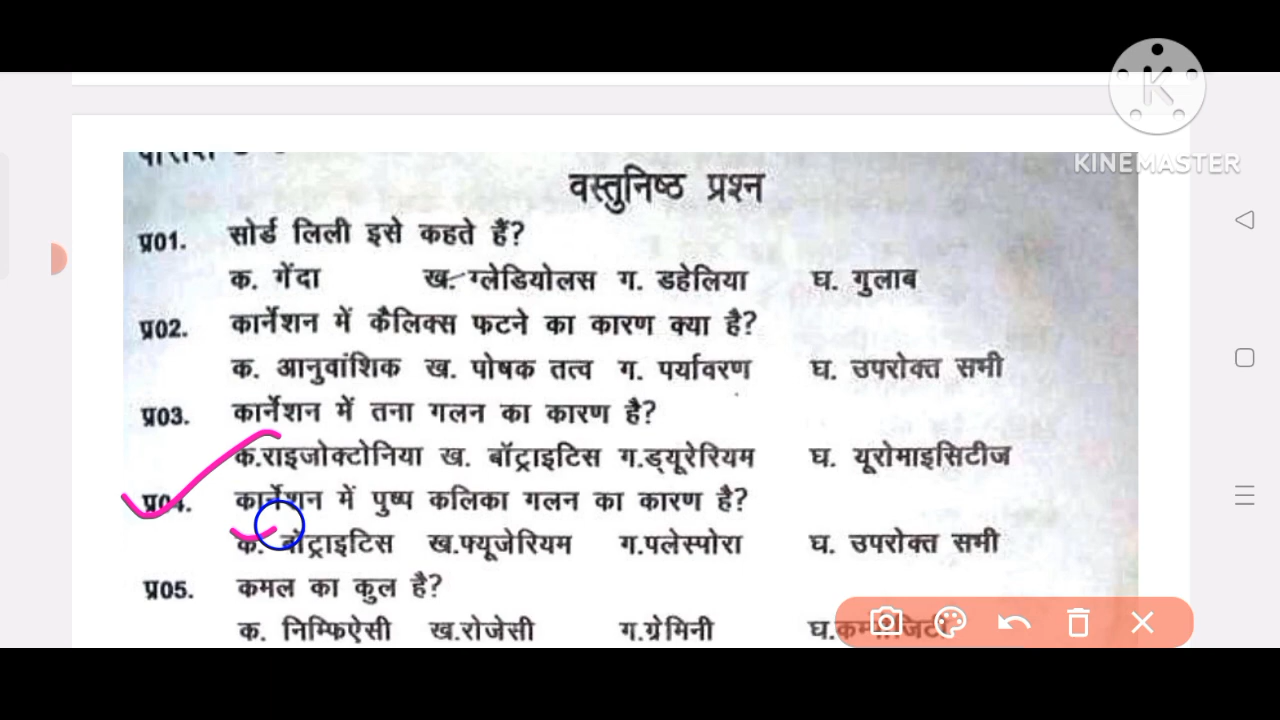 KINEMASTER
वस्तुनिष्ठ प्रश्न
प्र01. सोर्ड लिली इसे कहते हैं?
क. गेंदा ख. ग्लेडियोलस ग. डहेलिया घ. गुलाब
प्र02. कार्नेशन में कैलिक्स फटने का कारण क्या है?
क. आनुवांशिक ख. पोषक तत्व ग. पर्यावरण घ. उपरोक्त सभी
प्र03. कार्नेशन में तना गलन का कारण है?
क.राइजोक्टोनिया ख. बॉट्राइटिस ग.ड्यूरेरियम घ. यूरोमाइसिटीज
प्र04. कार्नेशन में पुष्प कलिका गलन का कारण है?
क. बोट्राइटिस ख.फ्यूजेरियम ग.पलेस्पोरा घ. उपरोक्त सभी
प्र05. कमल का कुल है?
क. निम्फिऐसी ख.रोजेसी ग.ग्रेमिनी घ.